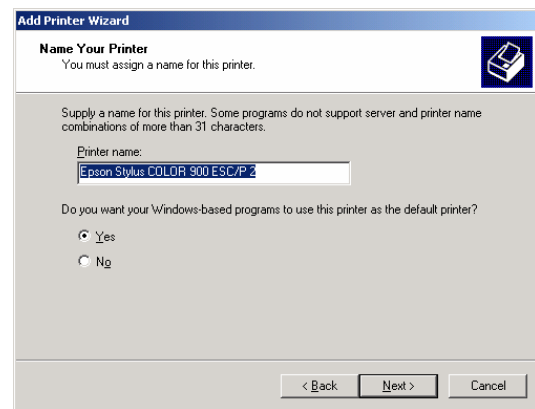 Add Printer Wizard
Name Your Printer
You must assign a name for this printer.
Supply a name for this printer. Some programs do not support server and printer name
combinations of more than 31 characters.
Printer name:
Epson Stylus COLOR 900 ESC/P 2
Do you want your Windows-based programs to use this printer as the default printer?
Yes
No
< Back Next > Cancel